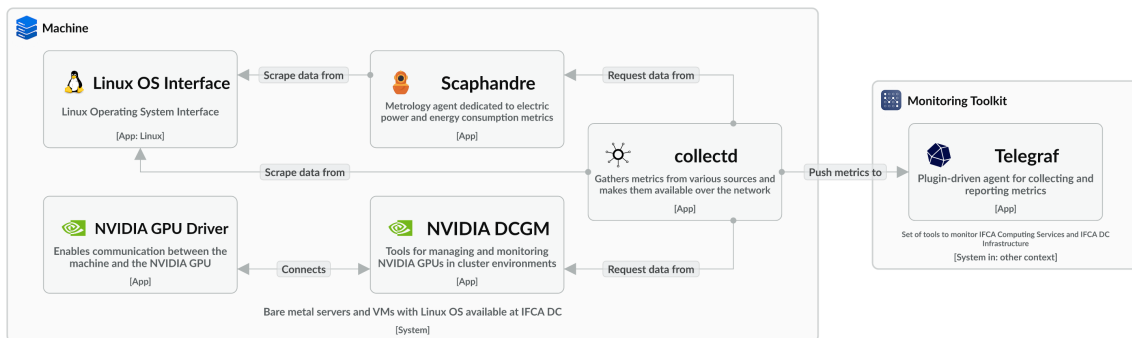 Machine
Linux OS Interface
Linux Operating System Interface
[App: Linux]
Scrape data from
Scaphandre
Metrology agent dedicated to electric
power and energy consumption metrics
[App]
Request data from
Scrape data from
collectd
Gathers metrics from various sources and
makes them available over the network
[App]
Push metrics to
Monitoring Toolkit
Telegraf
Plugin-driven agent for collecting and
reporting metrics
[App]
Set of tools to monitor IFCA Computing Services and IFCA DC
Infrastructure
[System in: other context]
NVIDIA GPU Driver
Enables communication between the
machine and the NVIDIA GPU
[App]
Connects
NVIDIA DCGM
Tools for managing and monitoring
NVIDIA GPUs in cluster environments
[App]
Request data from
Bare metal servers and VMs with Linux OS available at IFCA DC
[System]